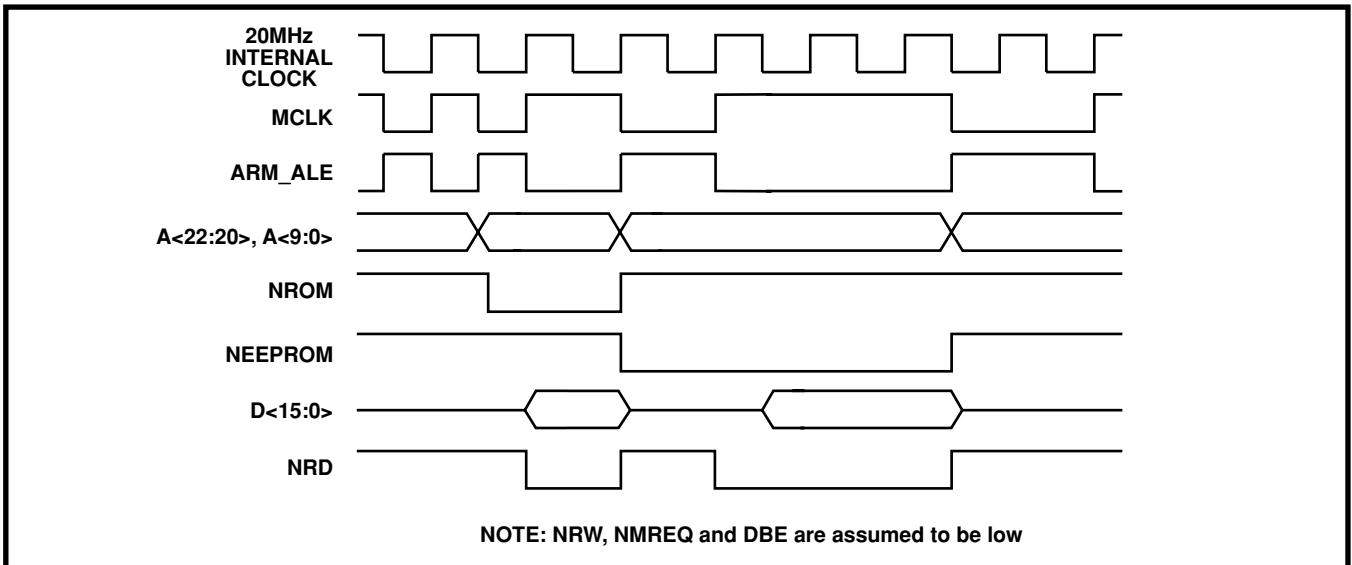 20MHz
INTERNAL
CLOCK
MCLK
ARM_ALE
A<22:20>, A<9:0>
NROM
NEEPROM
D<15:0>
NRD
NOTE: NRW, NMREQ and DBE are assumed to be low